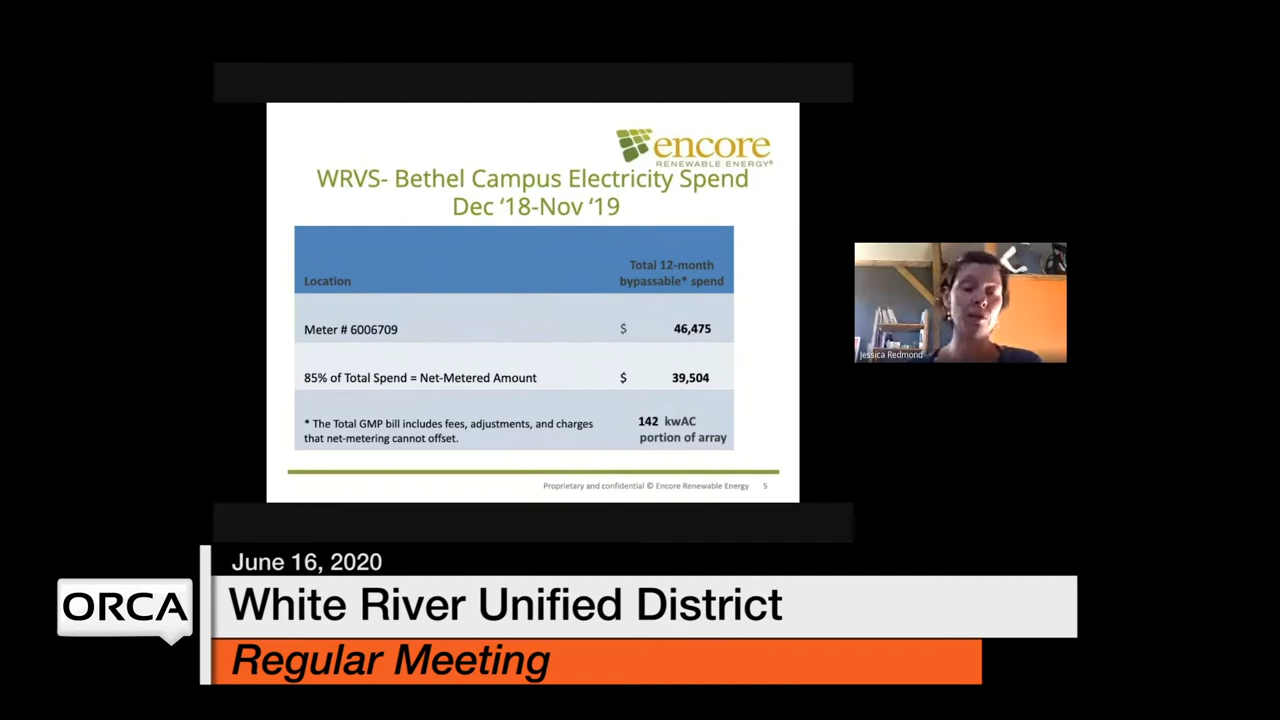 encore
RENEWABLE ENERGY®
WRVS- Bethel Campus Electricity Spend
Dec ‘18-Nov ‘19
Total 12-month
Location bypassable* spend
Meter # 6006709 $ 46,475
85% of Total Spend = Net-Metered Amount $ 39,504
* The Total GMP bill includes fees, adjustments, and charges 142 kwAC
that net-metering cannot offset. portion of array
Proprietary and confidential © Encore Renewable Energy 5
Jessica Redmond
June 16, 2020
ORCA
White River Unified District
Regular Meeting